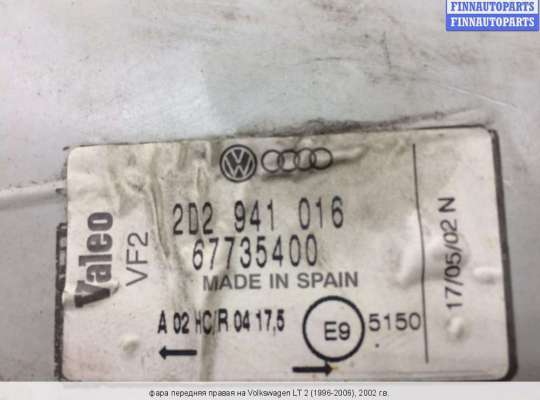 FINNAUTOPARTS
FINNAUTOPARTS
Valeo
VF2
2D2 941 016
67735400
MADE IN SPAIN
A 02 HC/R 04 17,5
E9 5150
17/05/02 N
фара передняя правая на Volkswagen LT 2 (1996-2006), 2002 г.в.